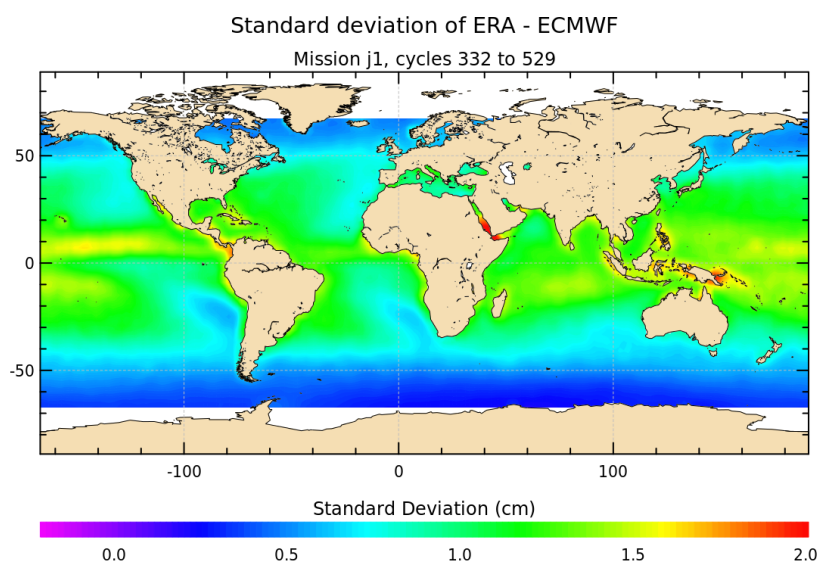 Standard deviation of ERA - ECMWF
Mission j1, cycles 332 to 529
50
0
-50
-100 0 100
Standard Deviation (cm)
0.0 0.5 1.0 1.5 2.0